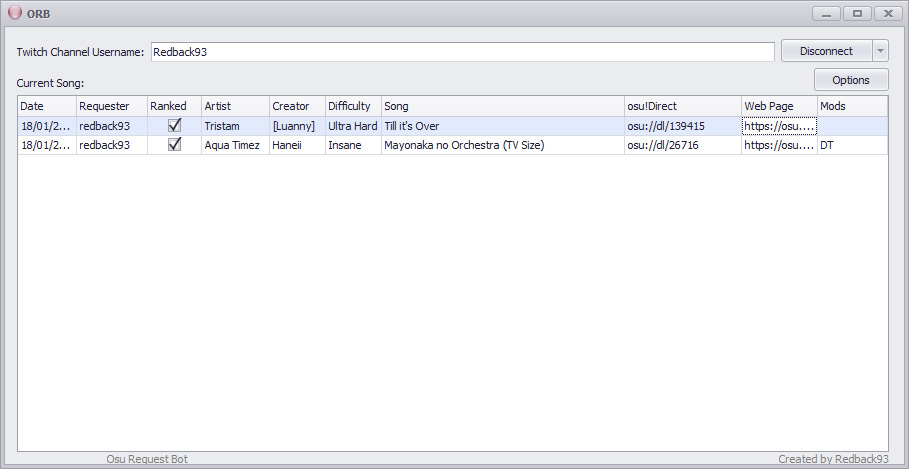 ORB
Twitch Channel Username: Redback93 Disconnect
Current Song: Options
Date Requester Ranked Artist Creator Difficulty Song osu!Direct Web Page Mods
18/01/2... redback93 Tristam [Luanny] Ultra Hard Till it's Over osu://dl/139415 https://osu....
18/01/2... redback93 Aqua Timez Haneii Insane Mayonaka no Orchestra (TV Size) osu://dl/26716 https://osu.... DT
Osu Request Bot Created by Redback93